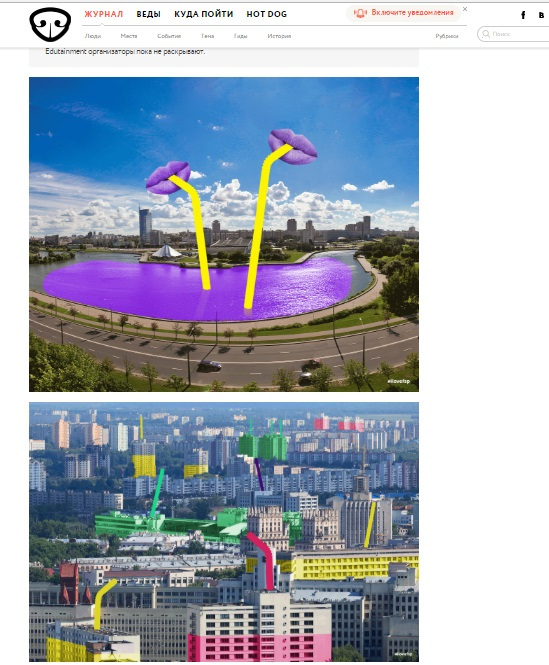 ЖУРНАЛ ВЕДЫ КУДА ПОЙТИ HOT DOG Включите уведомления × f В
Люди Места События Тема Гиды История Рубрики Поиск
Edutainment организаторы пока не раскрывают.